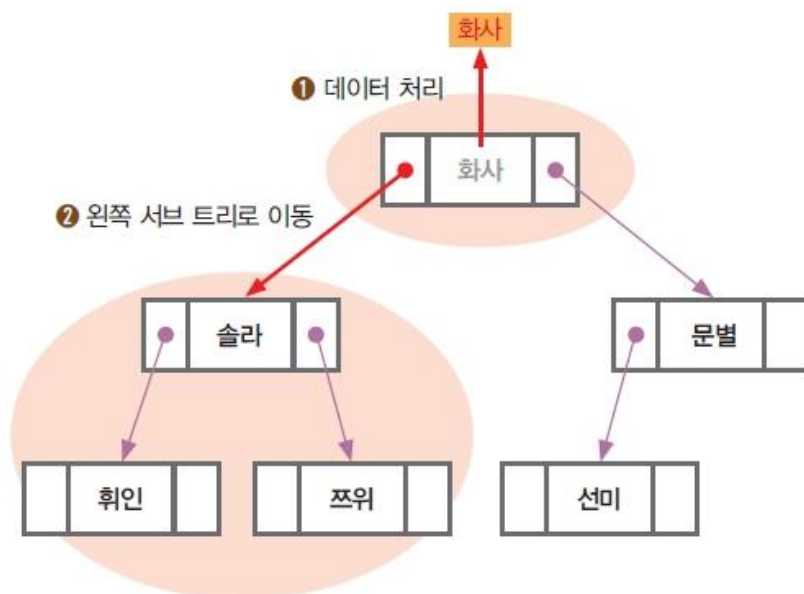 화사
❶ 데이터 처리
화사
❷ 왼쪽 서브 트리로 이동
솔라
문별
휘인
쯔위
선미